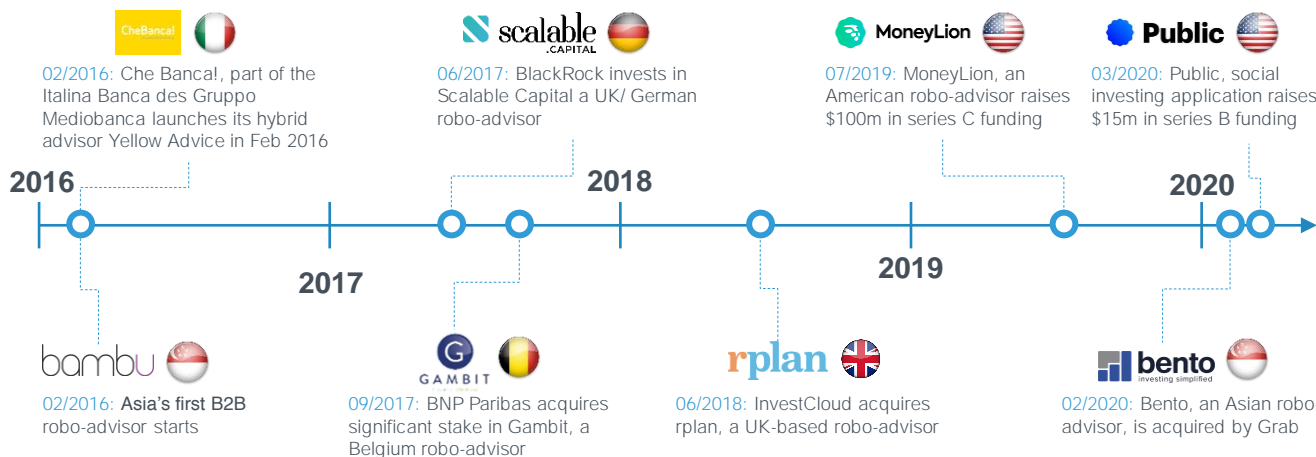 CheBanca!
02/2016: Che Banca!, part of the
Italina Banca des Gruppo
Mediobanca launches its hybrid
advisor Yellow Advice in Feb 2016
scalable
.CAPITAL
06/2017: BlackRock invests in
Scalable Capital a UK/ German
robo-advisor
MoneyLion
07/2019: MoneyLion, an
American robo-advisor raises
$100m in series C funding
Public
03/2020: Public, social
investing application raises
$15m in series B funding
2016
2018
2020
2017
2019
bambu
02/2016: Asia's first B2B
robo-advisor starts
G
GAMBIT
09/2017: BNP Paribas acquires
significant stake in Gambit, a
Belgium robo-advisor
rplan
06/2018: InvestCloud acquires
rplan, a UK-based robo-advisor
bento
investing simplified
02/2020: Bento, an Asian robo-
advisor, is acquired by Grab